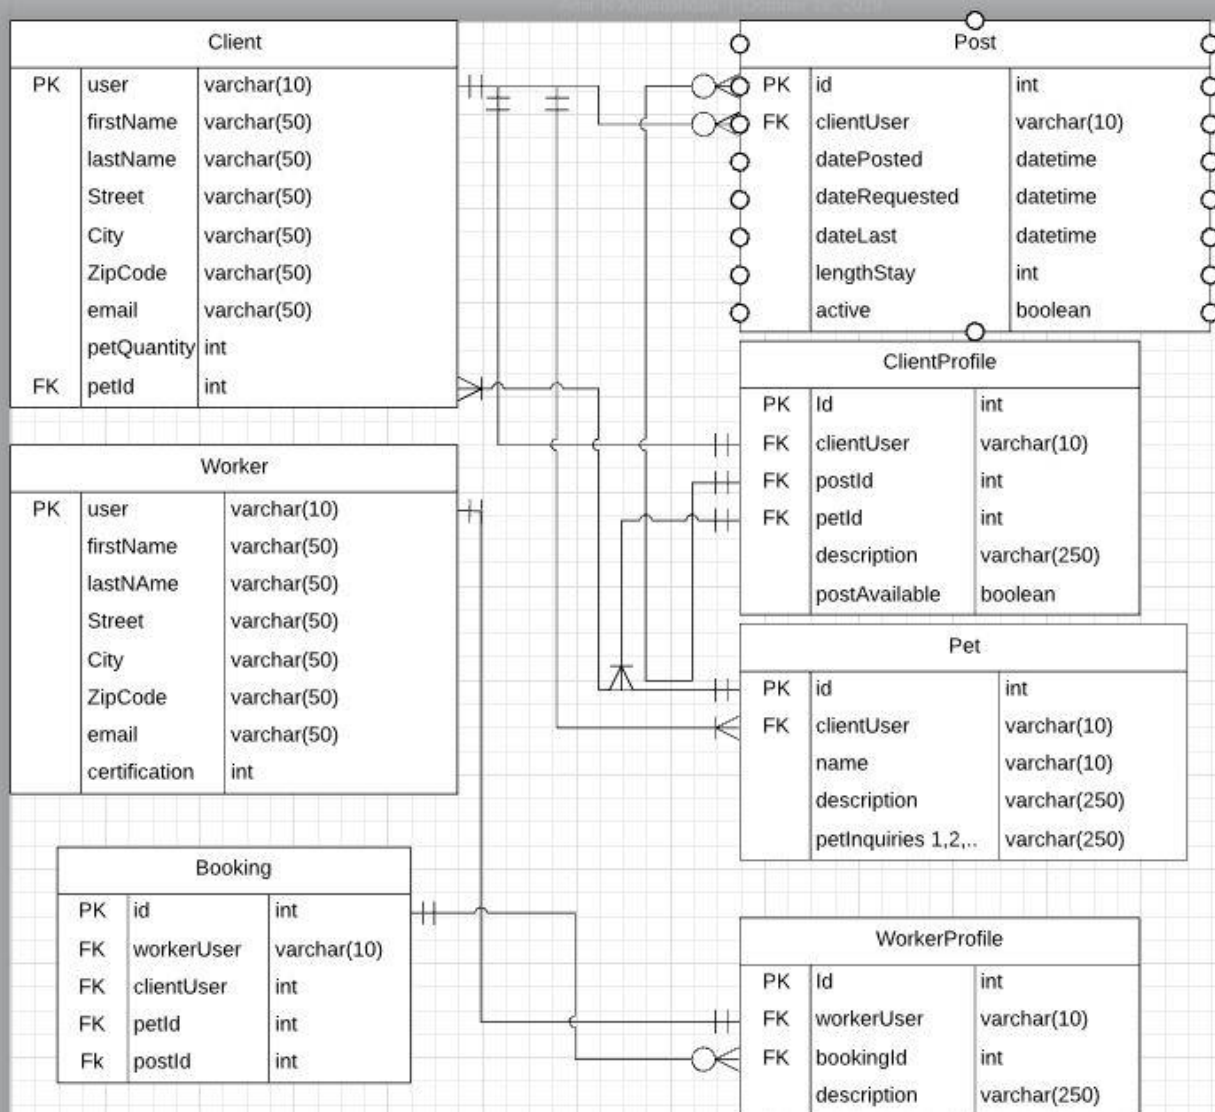 Client
PK user varchar(10)
firstName varchar(50)
lastName varchar(50)
Street varchar(50)
City varchar(50)
ZipCode varchar(50)
email varchar(50)
petQuantity int
FK petId int
Post
PK id int
FK clientUser varchar(10)
datePosted datetime
dateRequested datetime
dateLast datetime
lengthStay int
active boolean
ClientProfile
PK Id int
FK clientUser varchar(10)
FK postId int
FK petId int
description varchar(250)
postAvailable boolean
Worker
PK user varchar(10)
firstName varchar(50)
lastNAme varchar(50)
Street varchar(50)
City varchar(50)
ZipCode varchar(50)
email varchar(50)
certification int
Pet
PK id int
FK clientUser varchar(10)
name varchar(10)
description varchar(250)
petInquiries 1,2,.. varchar(250)
Booking
PK id int
FK workerUser varchar(10)
FK clientUser int
FK petId int
Fk postId int
WorkerProfile
PK Id int
FK workerUser varchar(10)
FK bookingId int
description varchar(250)